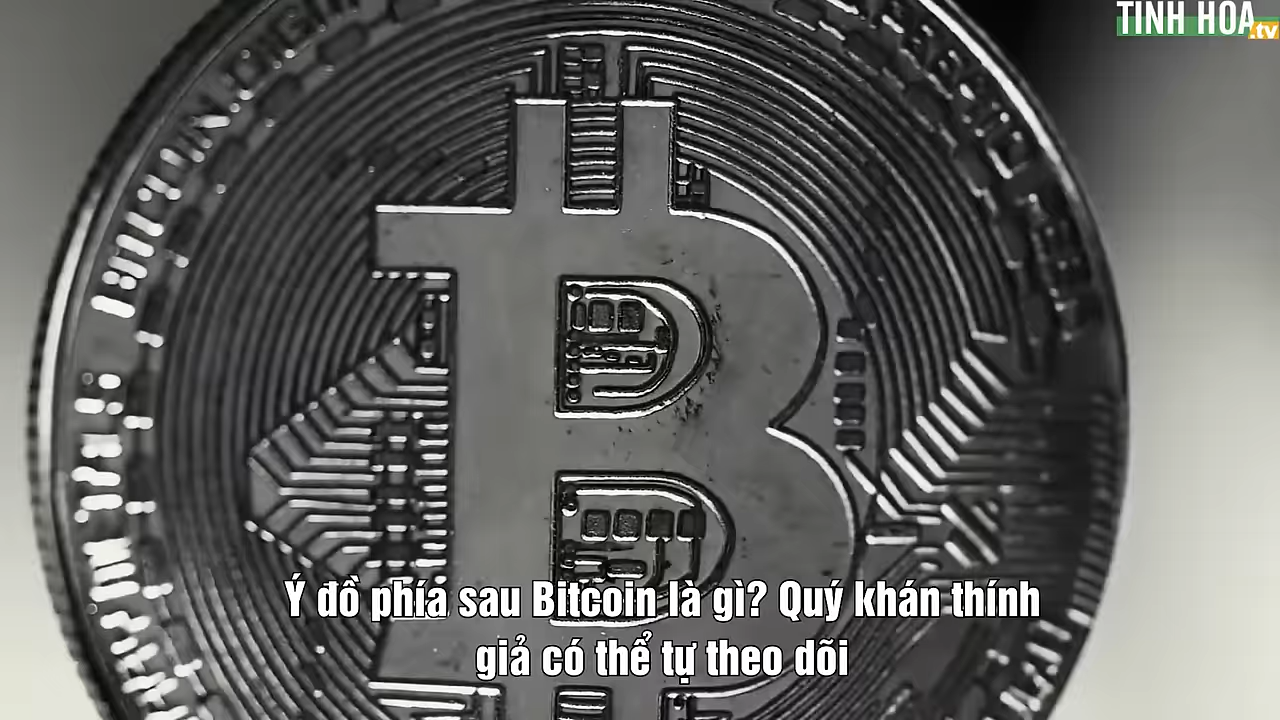 TINH HOA
.tv
Ý đồ phía sau Bitcoin là gì? Quý khán thính
giả có thể tự theo dõi